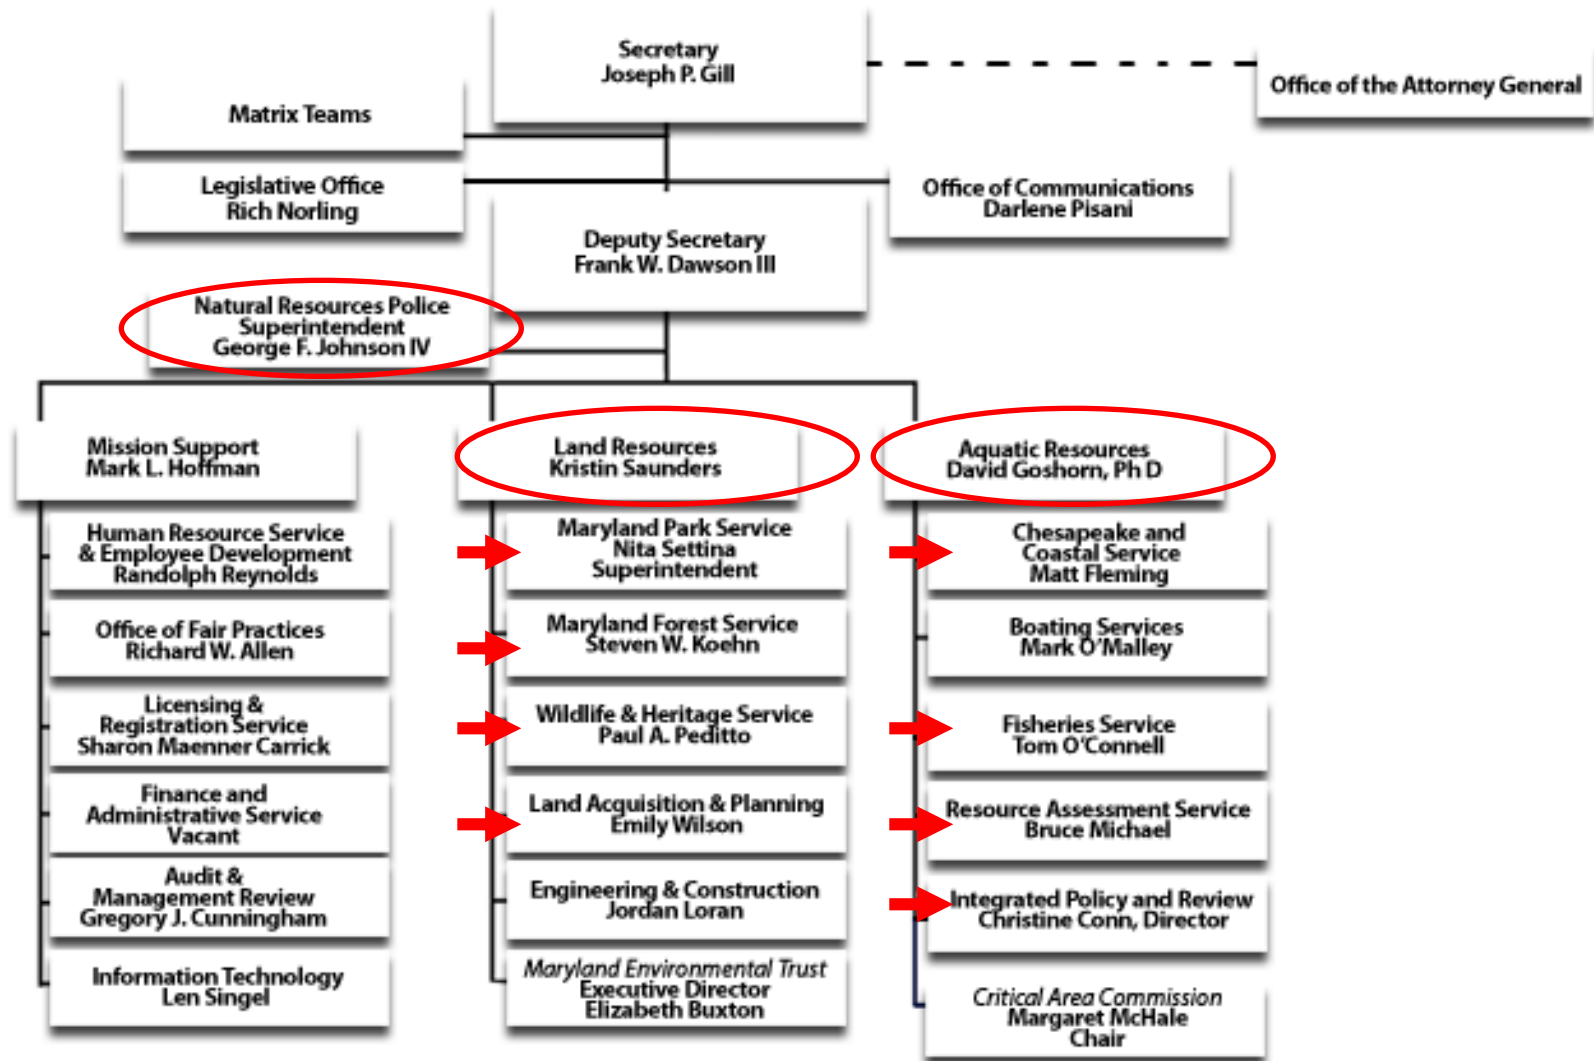 Secretary
Joseph P. Gill
Office of the Attorney General
Matrix Teams
Legislative Office
Rich Norling
Office of Communications
Darlene Pisani
Deputy Secretary
Frank W. Dawson III
Natural Resources Police
Superintendent
George F. Johnson IV
Mission Support
Mark L. Hoffman
Human Resource Service
& Employee Development
Randolph Reynolds
Office of Fair Practices
Richard W. Allen
Licensing &
Registration Service
Sharon Maenner Carrick
Finance and
Administrative Service
Vacant
Audit &
Management Review
Gregory J. Cunningham
Information Technology
Len Singel
Land Resources
Kristin Saunders
Maryland Park Service
Nita Settina
Superintendent
Maryland Forest Service
Steven W. Koehn
Wildlife & Heritage Service
Paul A. Peditto
Land Acquisition & Planning
Emily Wilson
Engineering & Construction
Jordan Loran
Maryland Environmental Trust
Executive Director
Elizabeth Buxton
Aquatic Resources
David Goshorn, Ph D
Chesapeake and
Coastal Service
Matt Fleming
Boating Services
Mark O'Malley
Fisheries Service
Tom O'Connell
Resource Assessment Service
Bruce Michael
Integrated Policy and Review
Christine Conn, Director
Critical Area Commission
Margaret McHale
Chair